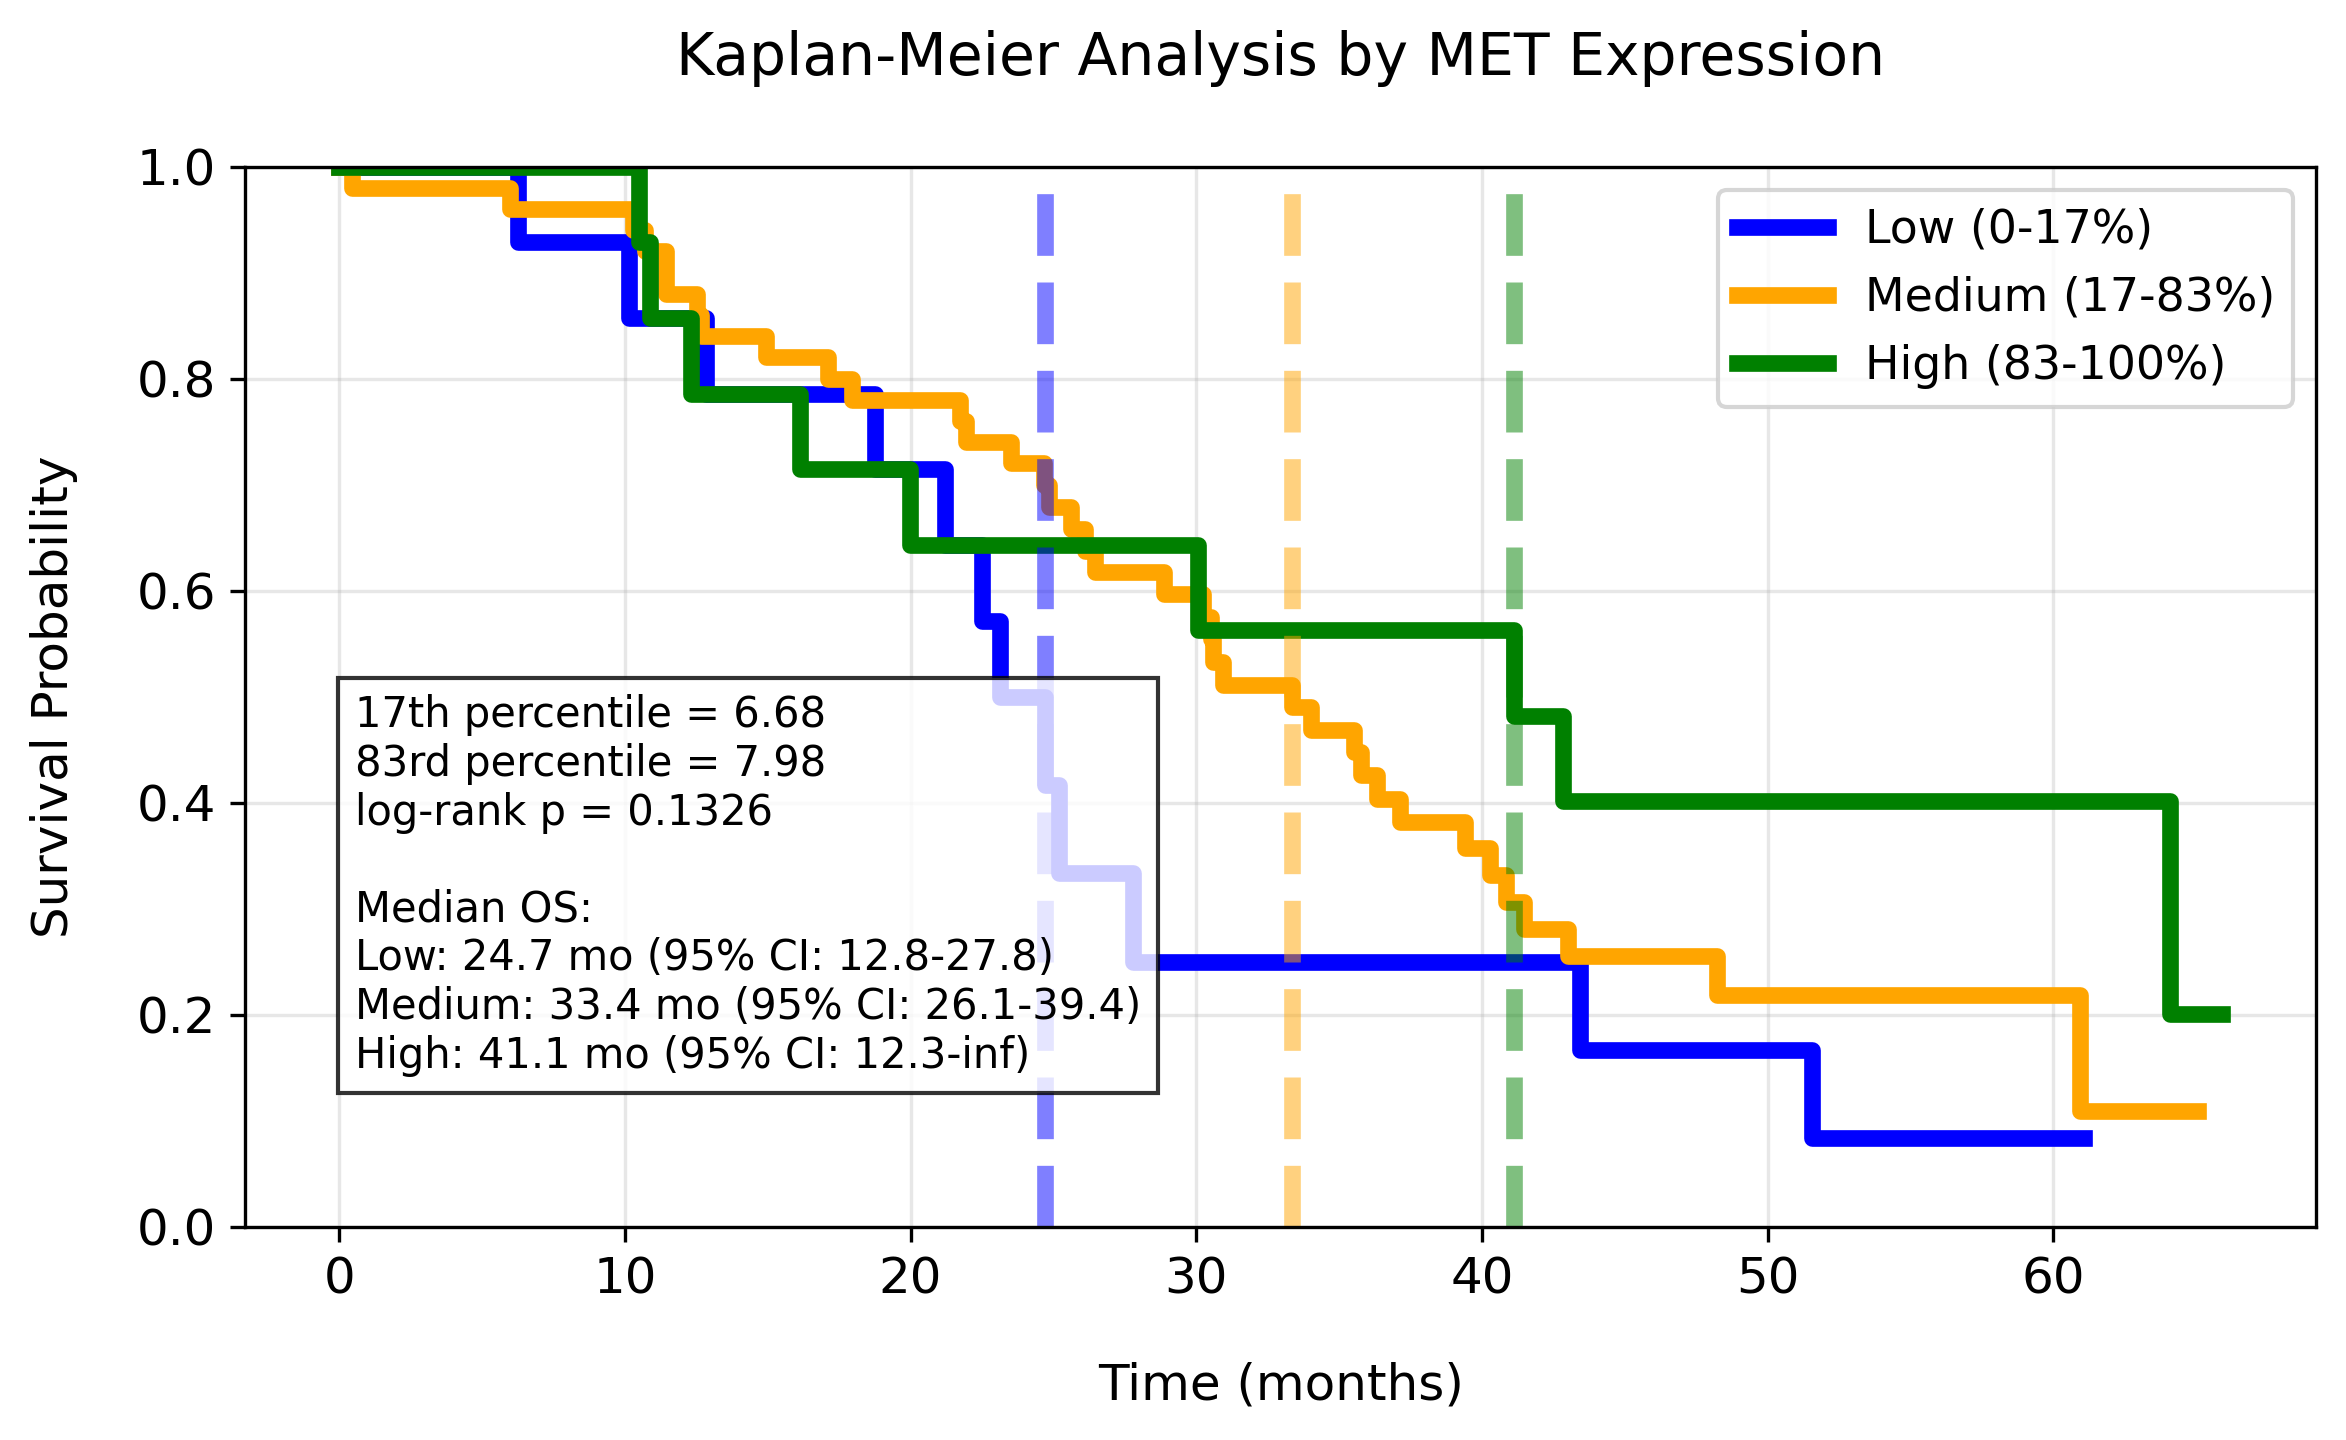 Kaplan-Meier Analysis by MET Expression
Survival Probability
1.0
0.8
0.6
0.4
0.2
0.0
Low (0-17%)
Medium (17-83%)
High (83-100%)
17th percentile = 6.68
83rd percentile = 7.98
log-rank p = 0.1326
Median OS:
Low: 24.7 mo (95% CI: 12.8-27.8)
Medium: 33.4 mo (95% CI: 26.1-39.4)
High: 41.1 mo (95% CI: 12.3-inf)
0 10 20 30 40 50 60
Time (months)